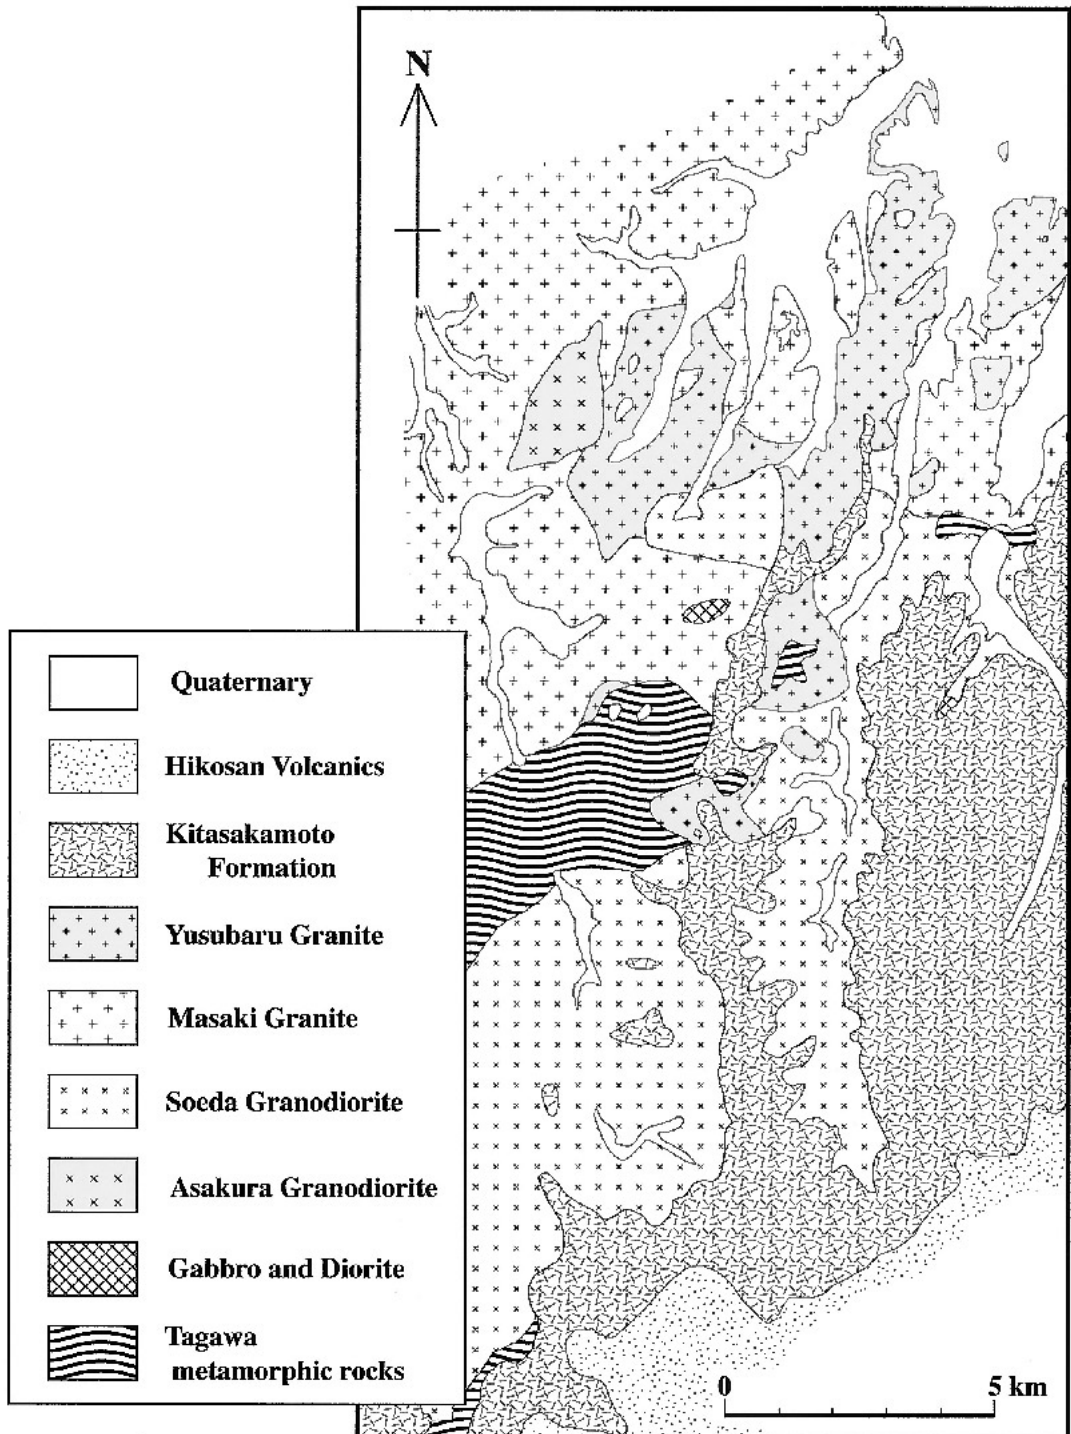 N
Quaternary
Hikosan Volcanics
Kitasakamoto
Formation
Yusubaru Granite
Masaki Granite
Soeda Granodiorite
Asakura Granodiorite
Gabbro and Diorite
Tagawa
metamorphic rocks
0 5 km